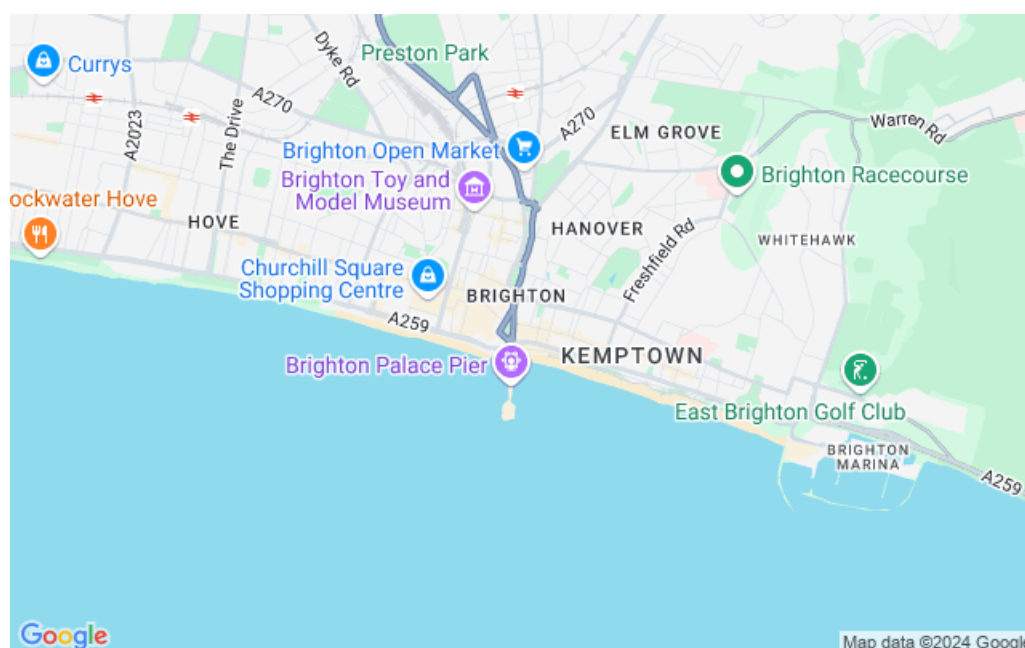 Preston Park
Dyke Rd
Currys
A270
A2023
The Drive
A270
Warren Rd
ELM GROVE
Brighton Open Market
Brighton Toy and
Model Museum
Brighton Racecourse
ockwater Hove
HOVE
HANOVER
WHITEHAWK
Freshfield Rd
Churchill Square
Shopping Centre
BRIGHTON
A259
KEMPTOWN
Brighton Palace Pier
East Brighton Golf Club
BRIGHTON
MARINA
A259
Google
Map data ©2024 Google